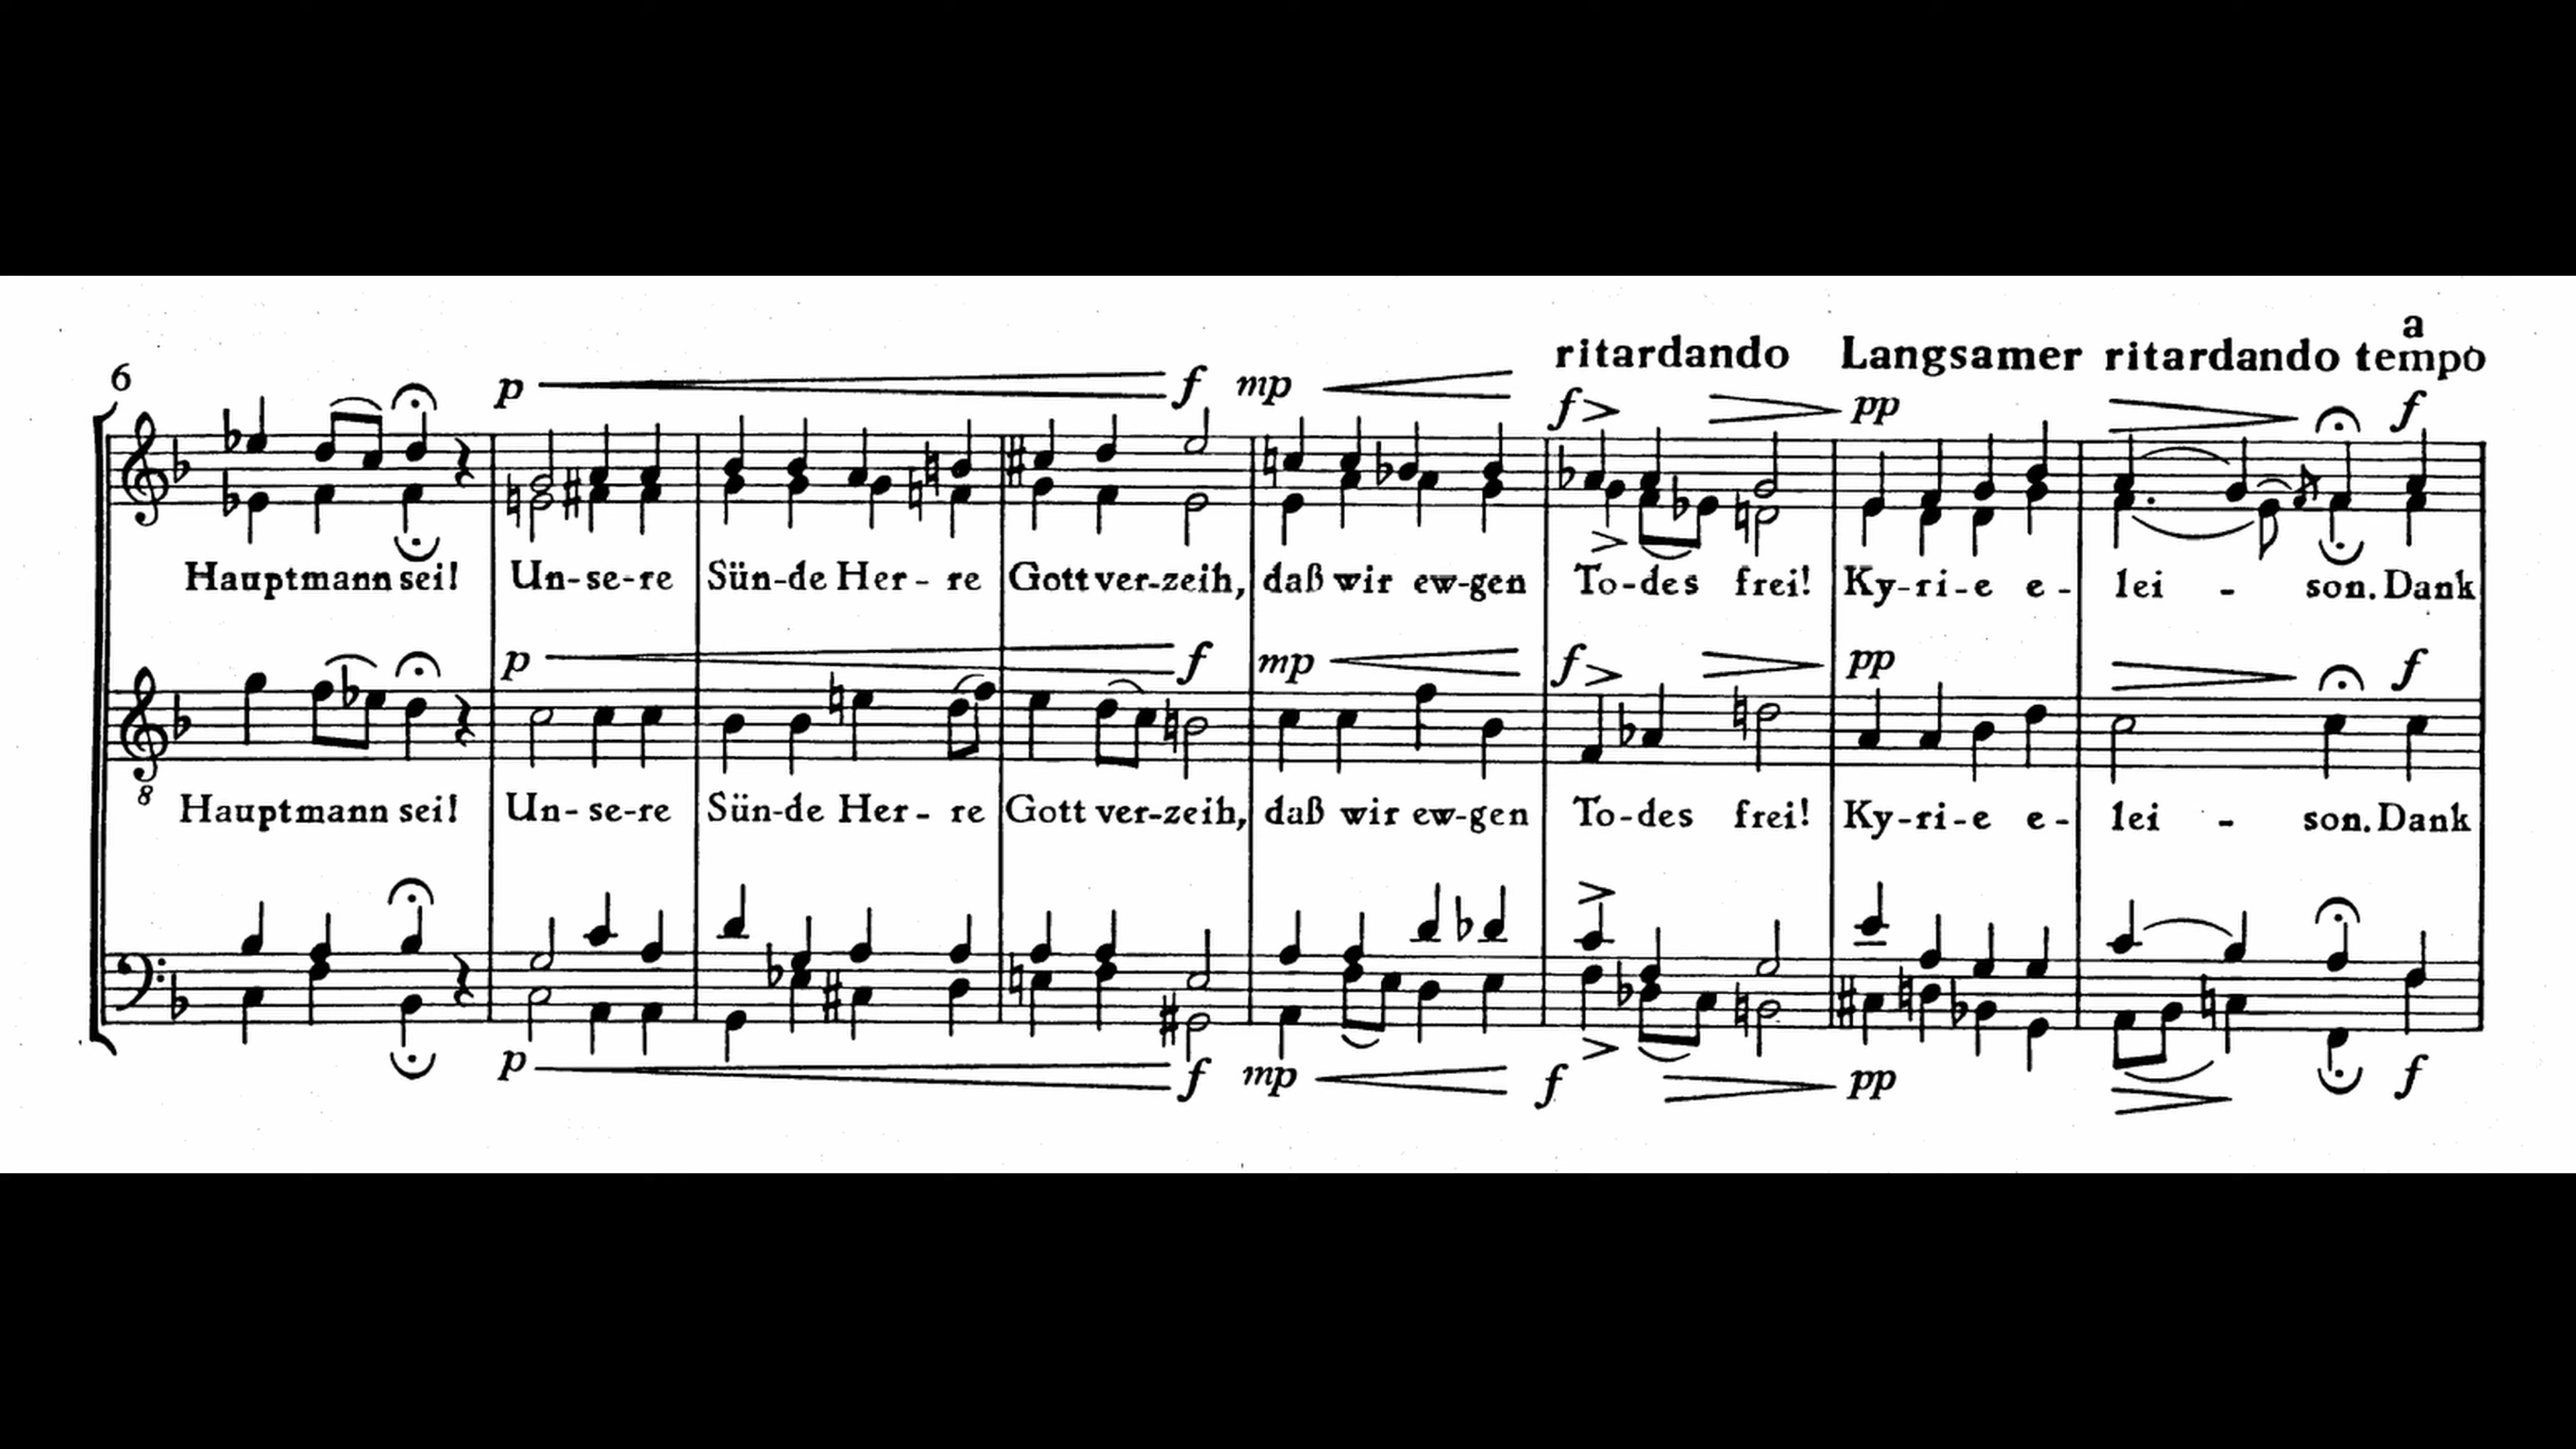 a
ritardando Langsamer ritardando tempo
6 p f mp f pp f
Hauptmann sei! Un-se-re Sün-de Her-re Gott ver-zeih, daß wir ew-gen To-des frei! Ky-ri-e e-lei - son. Dank
p f mp f pp f
8
Hauptmann sei! Un-se-re Sün-de Her-re Gott ver-zeih, daß wir ew-gen To-des frei! Ky-ri-e e-lei - son. Dank
p f mp f pp f